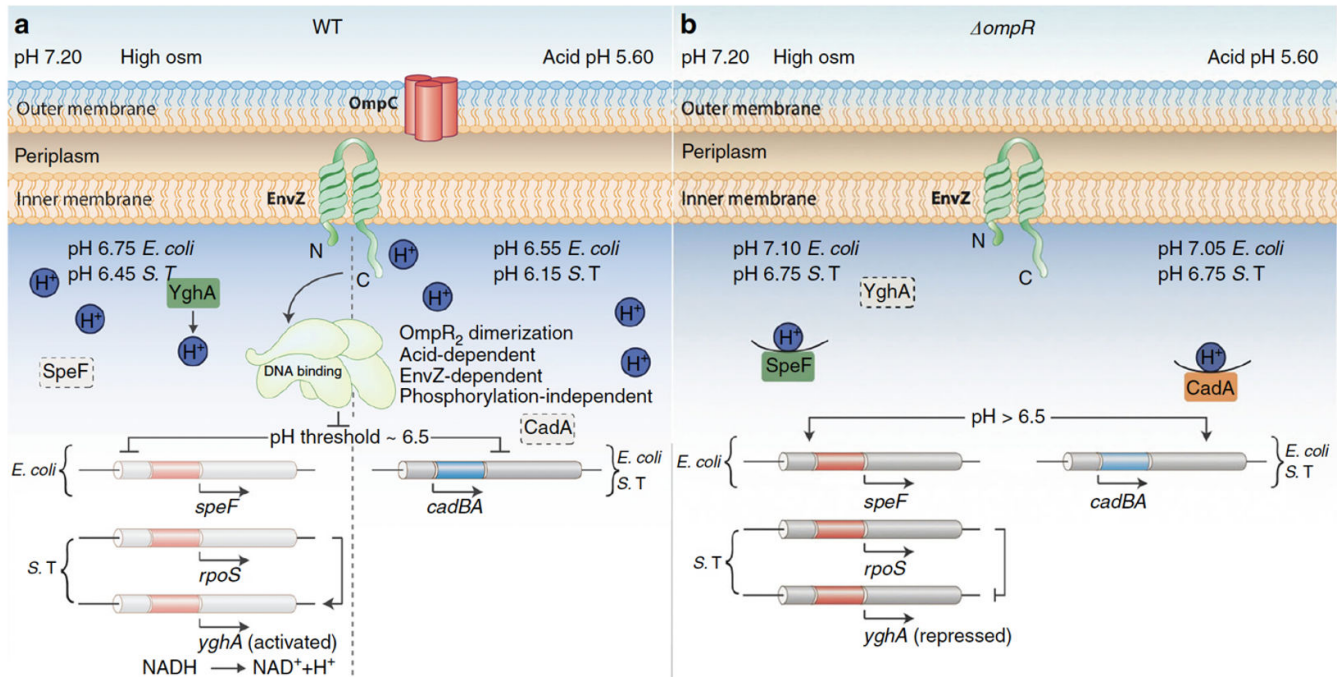 a
WT
pH 7.20 High osm Acid pH 5.60
Outer membrane
OmpC
Periplasm
Inner membrane
EnvZ
N
C
pH 6.75 E. coli
pH 6.45 S. T
pH 6.55 E. coli
pH 6.15 S. T
H+
H+
H+
H+
H+
H+
H+
YghA
SpeF
DNA binding
OmpR2 dimerization
Acid-dependent
EnvZ-dependent
Phosphorylation-independent
CadA
pH threshold ~ 6.5
E. coli
speF
cadBA
E. coli
S. T
S. T
rpoS
yghA (activated)
NADH → NAD++H+
b
ΔompR
pH 7.20 High osm Acid pH 5.60
Outer membrane
Periplasm
Inner membrane
EnvZ
N
C
pH 7.10 E. coli
pH 6.75 S. T
pH 7.05 E. coli
pH 6.75 S. T
YghA
H+
SpeF
H+
CadA
pH > 6.5
E. coli
speF
cadBA
E. coli
S. T
S. T
rpoS
yghA (repressed)